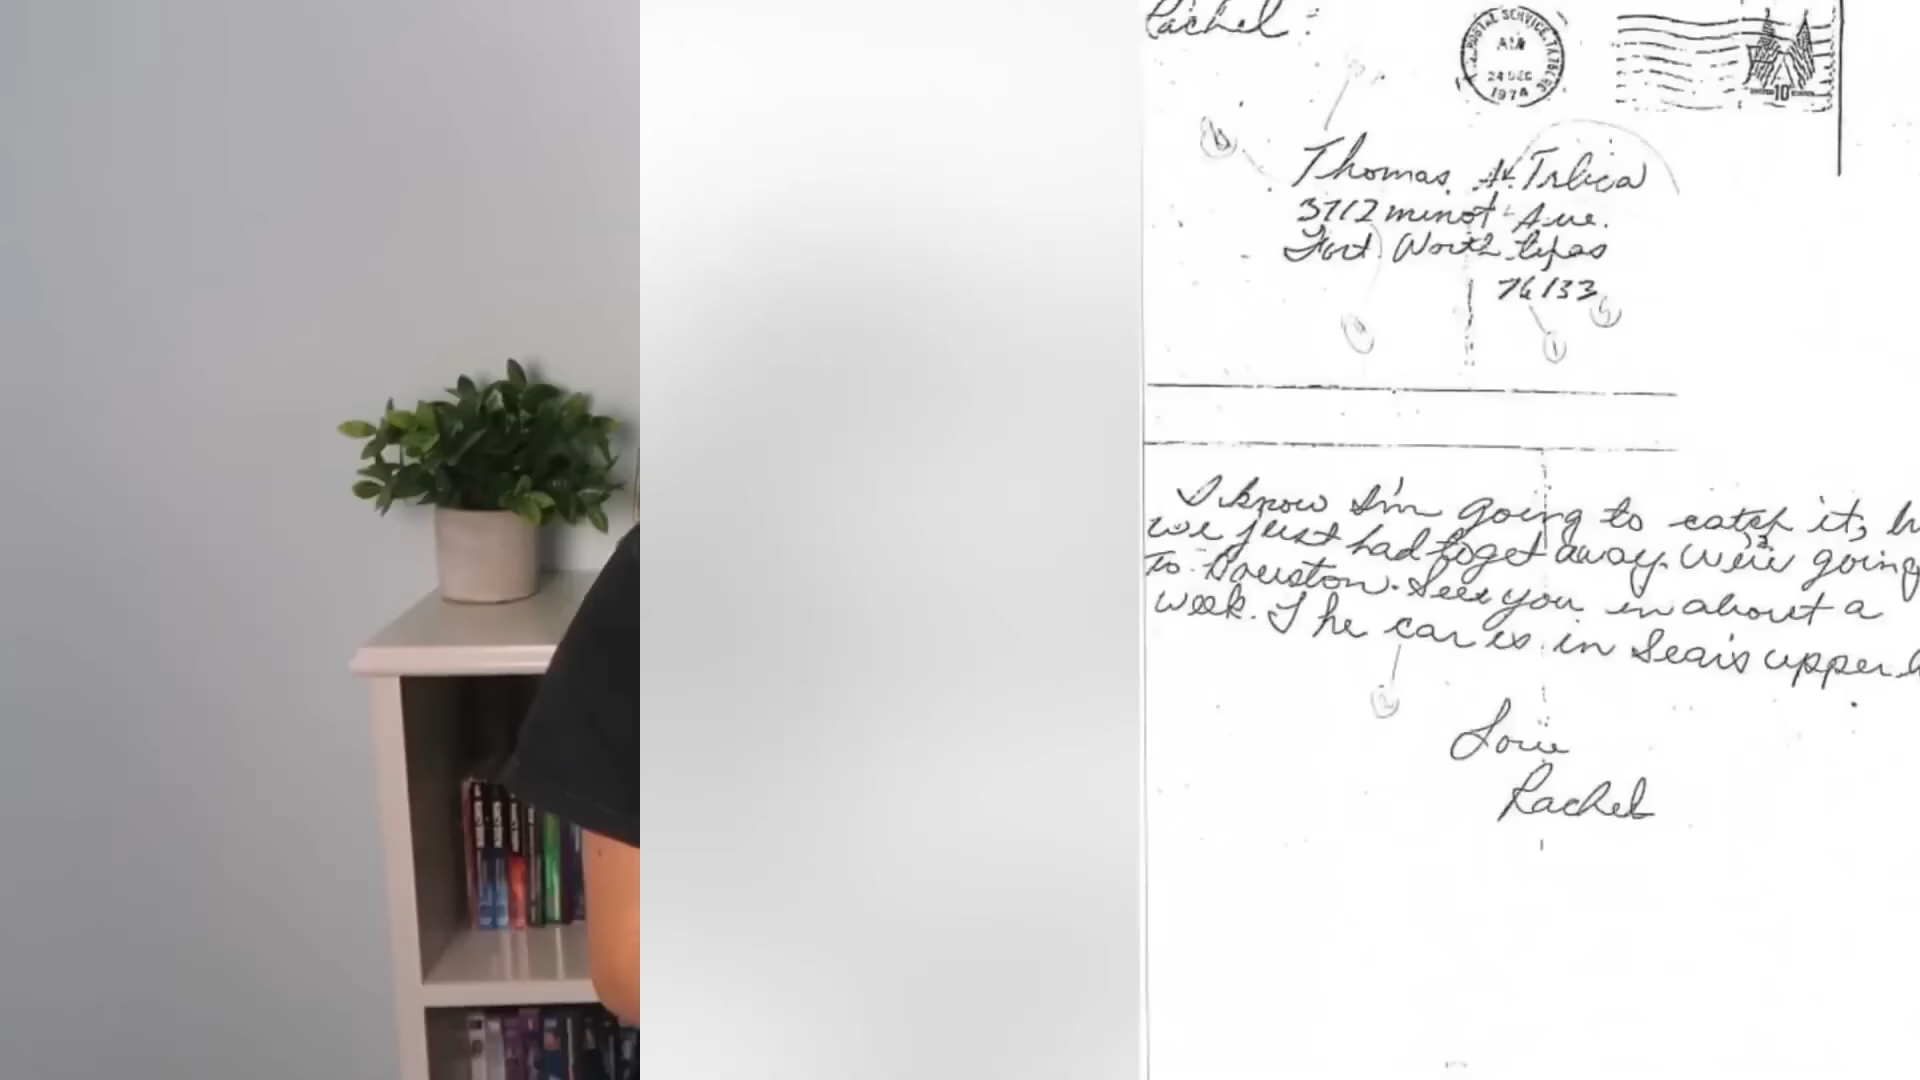 Rachel
U.S. POSTAL SERVICE, TX
AM
24 DEC
1974
10¢
Thomas A. Trlica
3712 minot Ave.
Fort Worth Texas
76133
I know I'm going to catch it,
we just had to get away. We're going
to Houston. See you in about a
week. The car is in Sear's upper
Love
Rachel